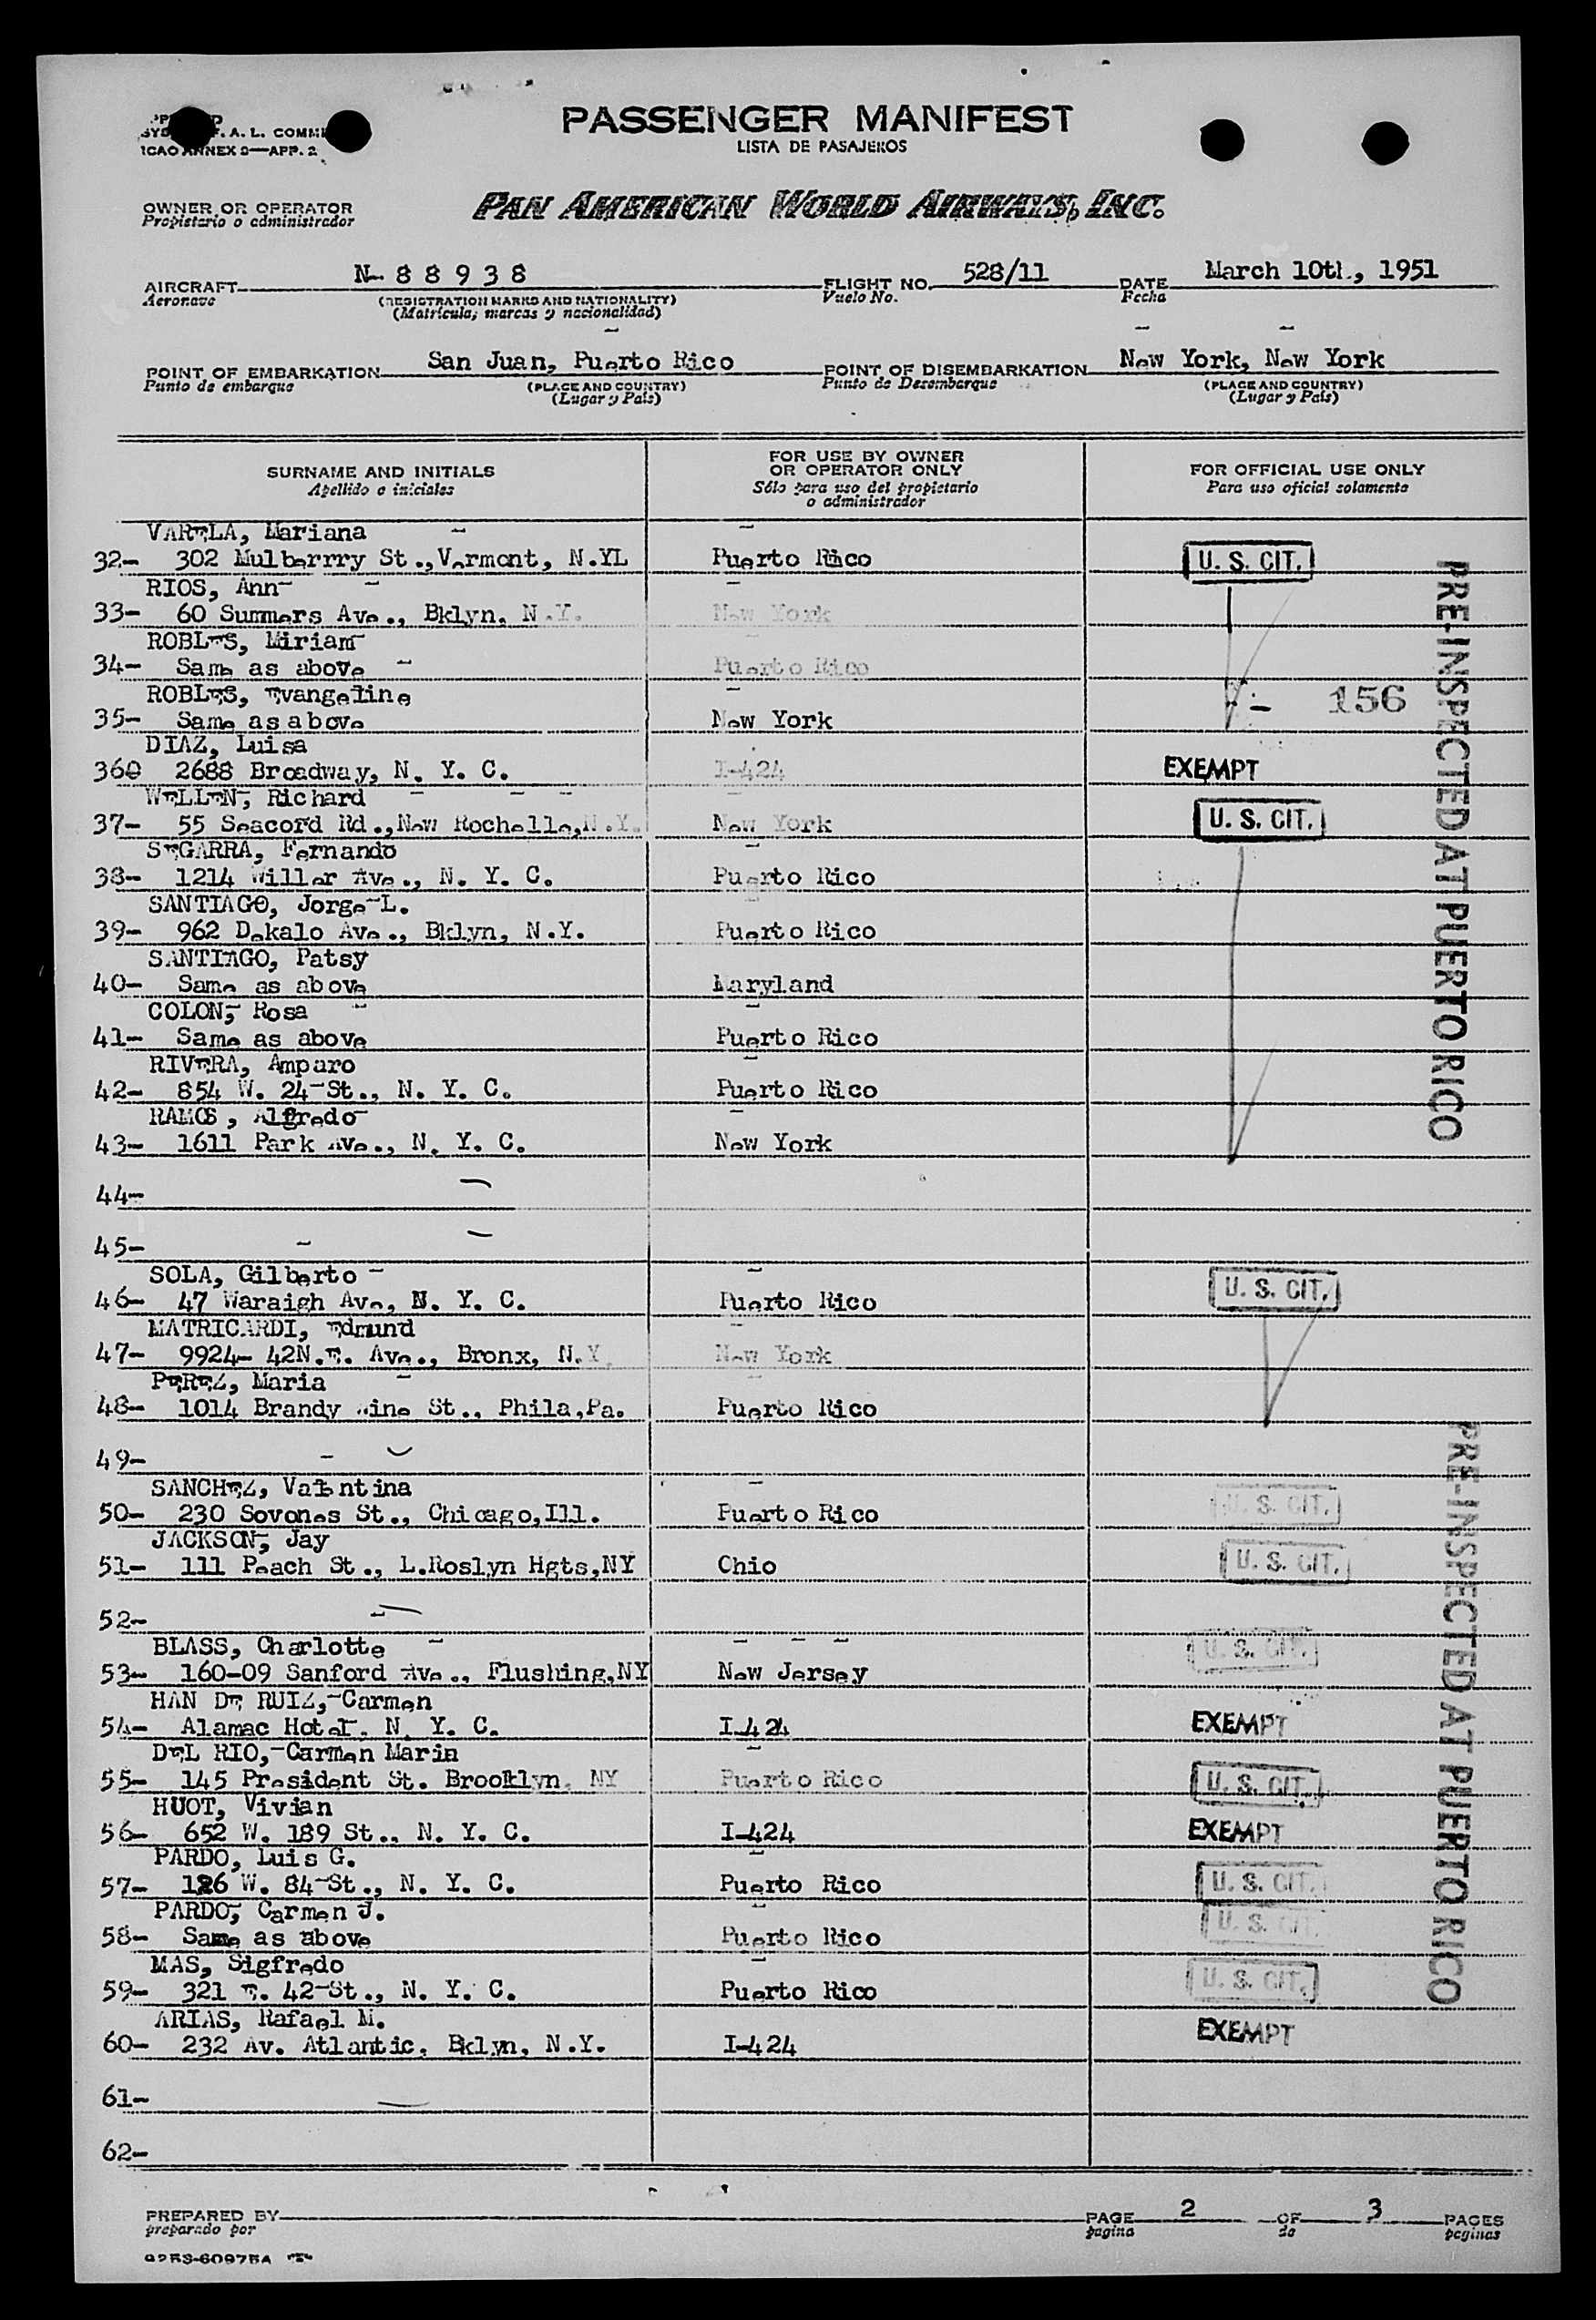 PASSENGER MANIFEST
LISTA DE PASAJEROS
F. A. L. COMMI
ICAO ANNEX 9—APP. 2
OWNER OR OPERATOR
Propietario o administrador
PAN AMERICAN WORLD AIRWAYS, INC.
AIRCRAFT N- 8 8 9 3 8 FLIGHT NO. 528/11 DATE March 10th., 1951
Aeronave (REGISTRATION MARKS AND NATIONALITY) Vuelo No. Fecha
(Matrícula, marcas y nacionalidad)
POINT OF EMBARKATION San Juan, Puerto Rico POINT OF DISEMBARKATION New York, New York
Punto de embarque (PLACE AND COUNTRY) Punto de Desembarque (PLACE AND COUNTRY)
(Lugar y País) (Lugar y País)
SURNAME AND INITIALS FOR USE BY OWNER OR OPERATOR ONLY FOR OFFICIAL USE ONLY
Apellido e iniciales Sólo para uso del propietario o administrador Para uso oficial solamente
VARELA, Mariana
32- 302 Mulberrry St.,Vermont, N.YL Puerto Rico U. S. CIT.
RIOS, Ann
33- 60 Summers Ave., Bklyn, N.Y. New York
ROBLES, Miriam
34- Same as above Puerto Rico
ROBLES, Evangeline
35- Same as above New York 156
DIAZ, Luisa
360 2688 Broadway, N. Y. C. I-424 EXEMPT
WELLEN, Richard
37- 55 Seacord Rd.,New Rochelle,N.Y. New York U. S. CIT.
SEGARRA, Fernando
38- 1214 Willer Ave., N. Y. C. Puerto Rico
SANTIAGO, Jorge L.
39- 962 Dekalo Ave., Bklyn, N.Y. Puerto Rico
SANTIAGO, Patsy
40- Same as above Maryland
COLON, Rosa
41- Same as above Puerto Rico
RIVERA, Amparo
42- 854 W. 24 St., N. Y. C. Puerto Rico
RAMOS, Alfredo
43- 1611 Park Ave., N. Y. C. New York
44-
45-
SOLA, Gilberto
46- 47 Waraigh Ave, N. Y. C. Puerto Rico U. S. CIT.
MATRICARDI, Edmund
47- 9924- 42N.E. Ave., Bronx, N.Y. New York
PEREZ, Maria
48- 1014 Brandy Wine St., Phila,Pa. Puerto Rico
49-
SANCHEZ, Valentina
50- 230 Sovones St., Chicago,Ill. Puerto Rico U. S. CIT.
JACKSON, Jay
51- 111 Peach St., L.Roslyn Hgts,NY Ohio U. S. CIT.
52-
BLASS, Charlotte
53- 160-09 Sanford Ave., Flushing,NY New Jersey U. S. CIT.
HAN DE RUIZ, Carmen
54- Alamac Hotel, N. Y. C. I-424 EXEMPT
DEL RIO, Carmen Maria
55- 145 President St. Brooklyn, NY Puerto Rico U. S. CIT.
HUOT, Vivian
56- 652 W. 189 St., N. Y. C. I-424 EXEMPT
PARDO, Luis G.
57- 126 W. 84 St., N. Y. C. Puerto Rico U. S. CIT.
PARDO, Carmen J.
58- Same as above Puerto Rico U. S. CIT.
MAS, Sigfredo
59- 321 E. 42 St., N. Y. C. Puerto Rico U. S. CIT.
ARIAS, Rafael M.
60- 232 Av. Atlantic, Bklyn, N.Y. I-424 EXEMPT
61-
62-
PRE-INSPECTED AT PUERTO RICO
PRE-INSPECTED AT PUERTO RICO
PREPARED BY PAGE 2 OF 3 PAGES
preparado por página de páginas